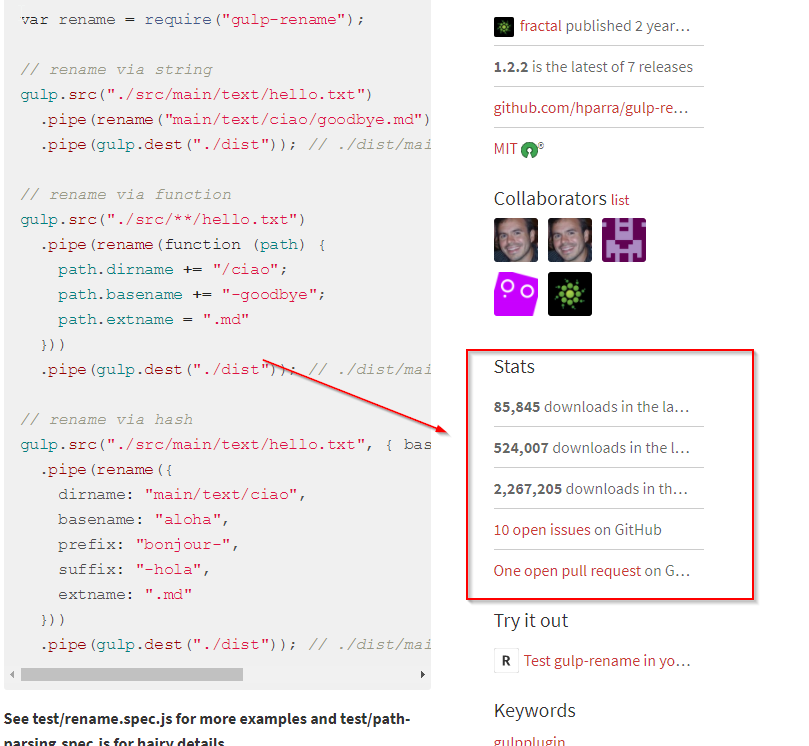 var rename = require("gulp-rename");
// rename via string
gulp.src("./src/main/text/hello.txt")
.pipe(rename("main/text/ciao/goodbye.md")
.pipe(gulp.dest("./dist")); // ./dist/mai
// rename via function
gulp.src("./src/**/hello.txt")
.pipe(rename(function (path) {
path.dirname += "/ciao";
path.basename += "-goodbye";
path.extname = ".md"
}))
.pipe(gulp.dest("./dist")); // ./dist/mai
// rename via hash
gulp.src("./src/main/text/hello.txt", { bas
.pipe(rename({
dirname: "main/text/ciao",
basename: "aloha",
prefix: "bonjour-",
suffix: "-hola",
extname: ".md"
}))
.pipe(gulp.dest("./dist")); // ./dist/mai
See test/rename.spec.js for more examples and test/path-
parsing.spec.js for hairy details.
fractal published 2 year…
1.2.2 is the latest of 7 releases
github.com/hparra/gulp-re…
MIT ®
Collaborators list
Stats
85,845 downloads in the la…
524,007 downloads in the l…
2,267,205 downloads in th…
10 open issues on GitHub
One open pull request on G…
Try it out
R Test gulp-rename in yo…
Keywords
gulpplugin